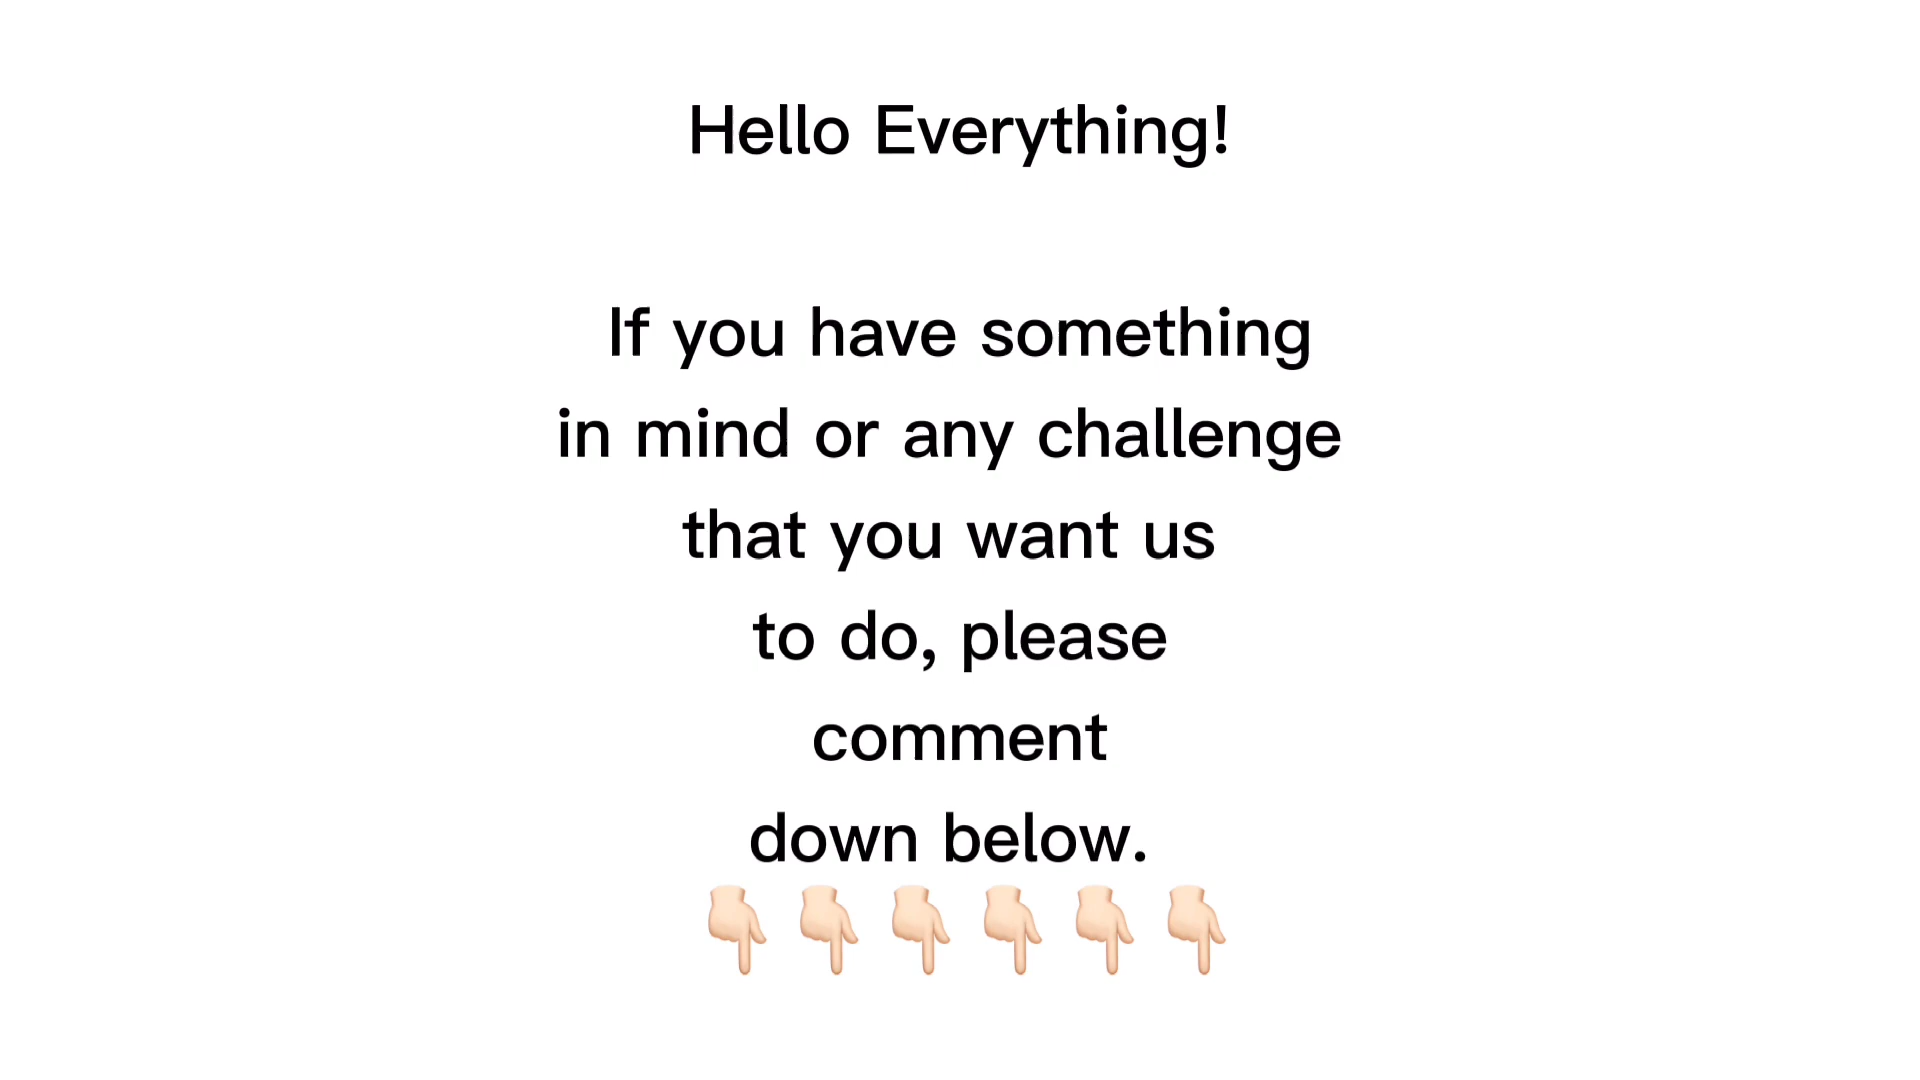 Hello Everything!
If you have something
in mind or any challenge
that you want us
to do, please
comment
down below.
👇🏻👇🏻👇🏻👇🏻👇🏻👇🏻